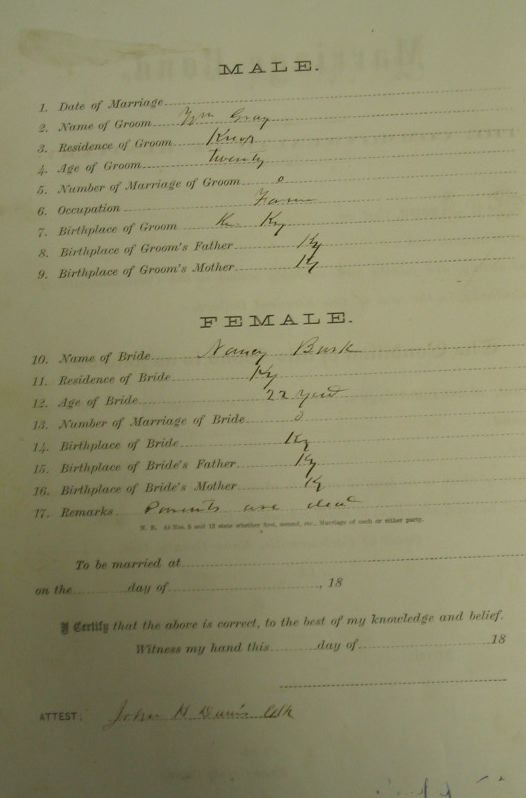 MALE.
1. Date of Marriage
2. Name of Groom Wm Gray
3. Residence of Groom Knox
4. Age of Groom twenty
5. Number of Marriage of Groom 0
6. Occupation Farm
7. Birthplace of Groom Kn Ky
8. Birthplace of Groom's Father Ky
9. Birthplace of Groom's Mother Ky
FEMALE.
10. Name of Bride Nancy Bush
11. Residence of Bride Ky
12. Age of Bride 22 year
13. Number of Marriage of Bride 0
14. Birthplace of Bride Ky
15. Birthplace of Bride's Father Ky
16. Birthplace of Bride's Mother Ky
17. Remarks Parents are dead
N. B. At Nos. 5 and 13 state whether first, second, etc., Marriage of each or either party.
To be married at
on the day of , 18
I Certify that the above is correct, to the best of my knowledge and belief.
Witness my hand this day of 18
ATTEST: John H Davis Clk